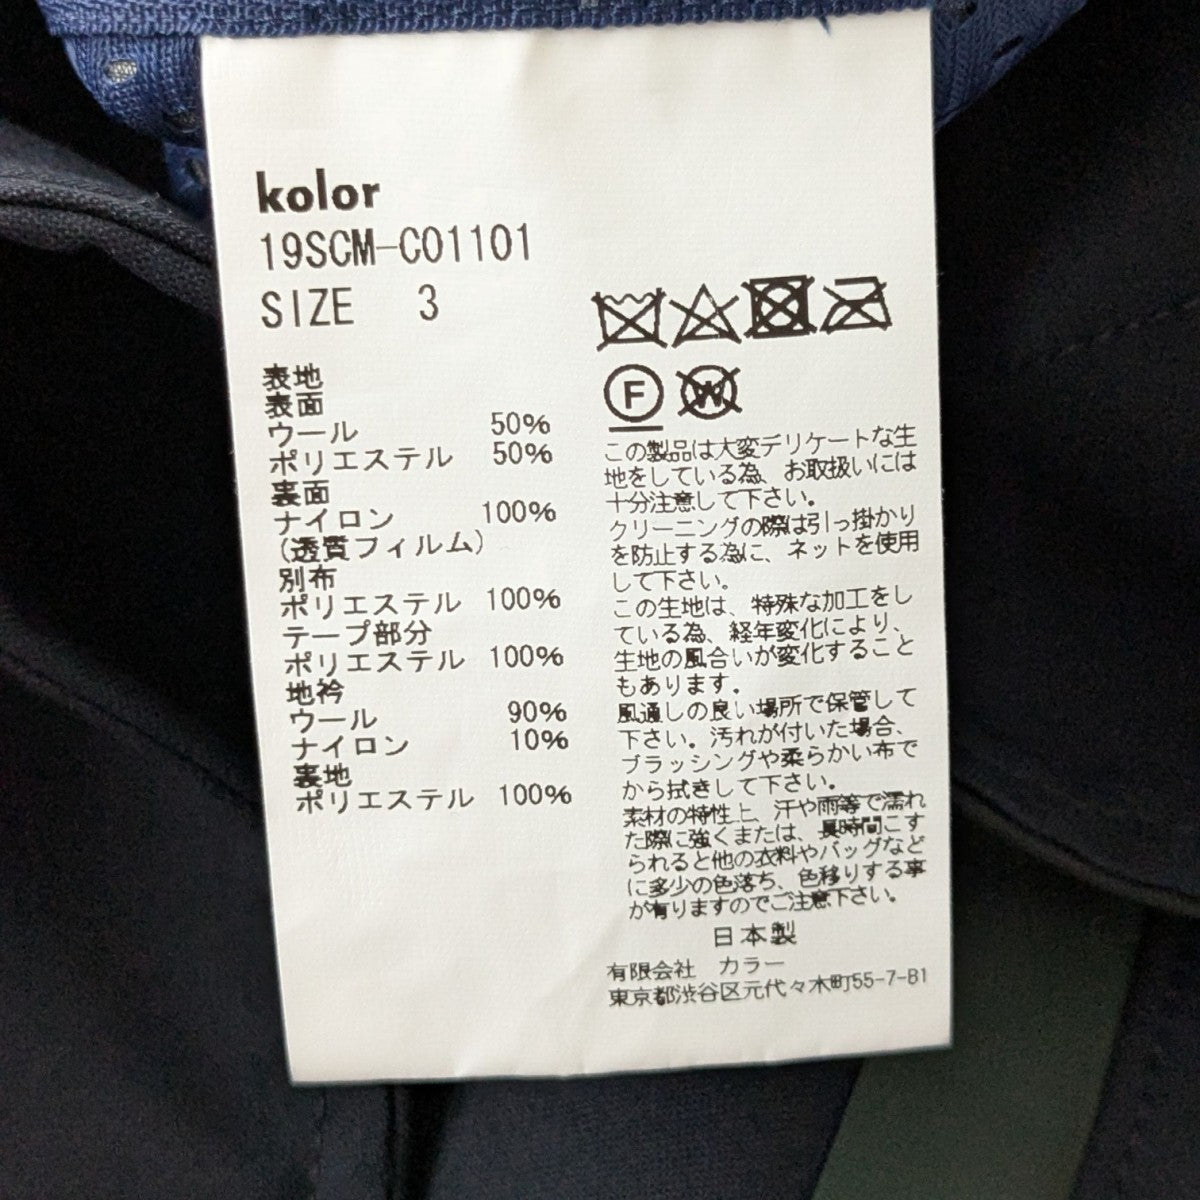 kolor
19SCM-C01101
SIZE 3
表地
表面
ウール 50%
ポリエステル 50%
裏面
ナイロン 100%
(透質フィルム)
別布
ポリエステル 100%
テープ部分
ポリエステル 100%
地衿
ウール 90%
ナイロン 10%
裏地
ポリエステル 100%
F W
この製品は大変デリケートな生
地をしている為、お取扱いには
十分注意して下さい。
クリーニングの際は引っ掛かり
を防止する為に、ネットを使用
して下さい。
この生地は、特殊な加工をし
ている為、経年変化により、
生地の風合いが変化すること
もあります。
風通しの良い場所で保管して
下さい。汚れが付いた場合、
ブラッシングや柔らかい布で
から拭きして下さい。
素材の特性上、汗や雨等で濡れ
た際に強くまたは、長時間こす
られると他の衣料やバッグなど
に多少の色落ち、色移りする事
が有りますのでご注意下さい。
日本製
有限会社 カラー
東京都渋谷区元代々木町55-7-B1